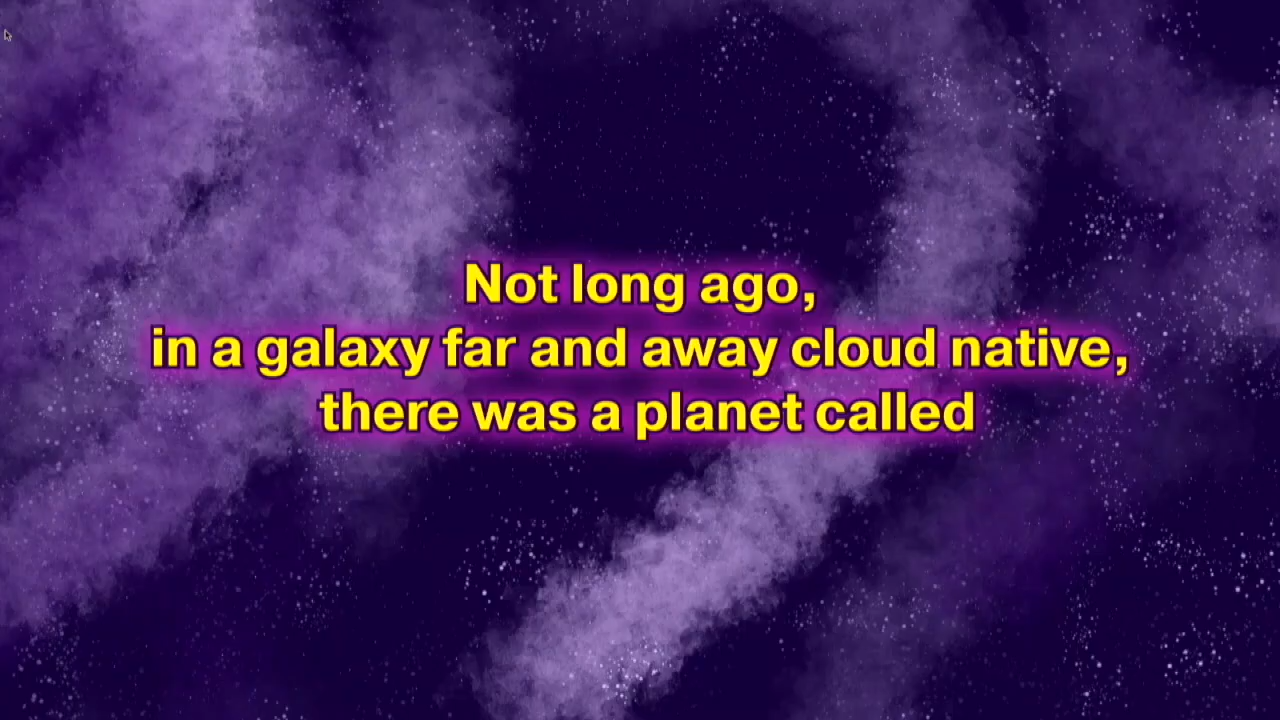 Not long ago,
in a galaxy far and away cloud native,
there was a planet called